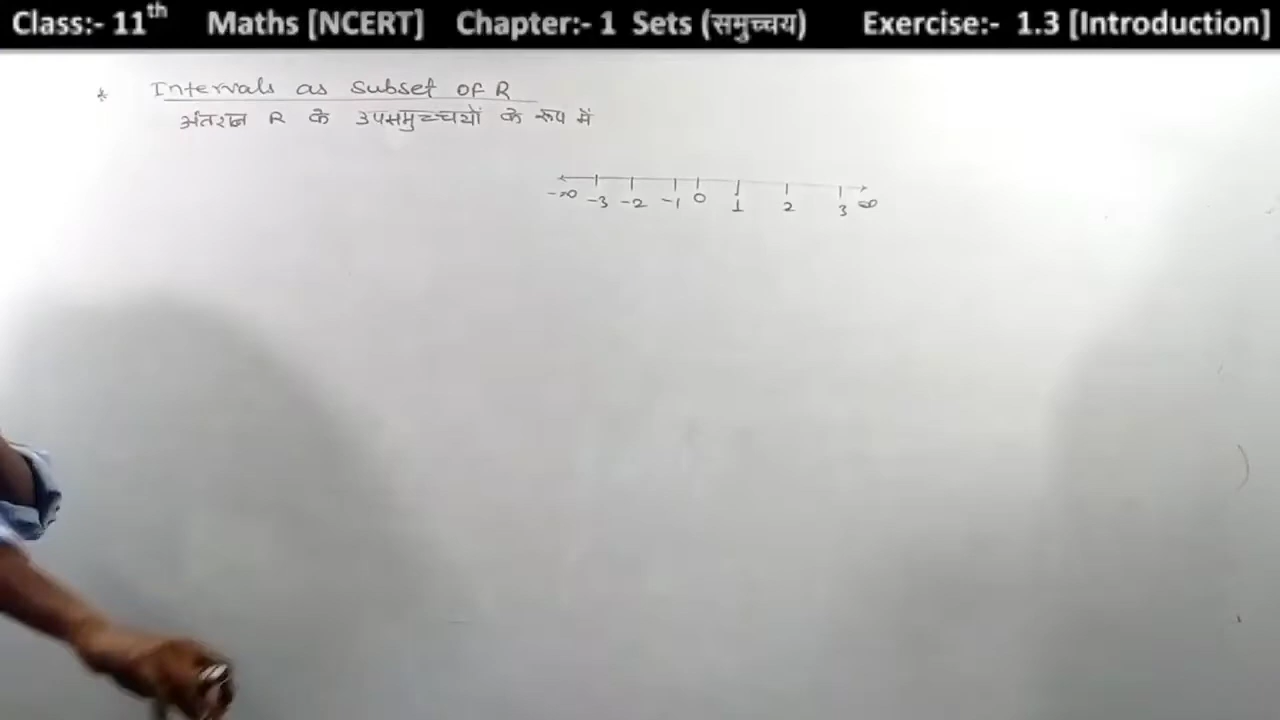 Class:- 11th Maths [NCERT] Chapter:- 1 Sets (समुच्चय) Exercise:- 1.3 [Introduction]
* Intervals as subset of R
अंतराल R के उपसमुच्चयों के रूप में
-∞ -3 -2 -1 0 1 2 3 ∞